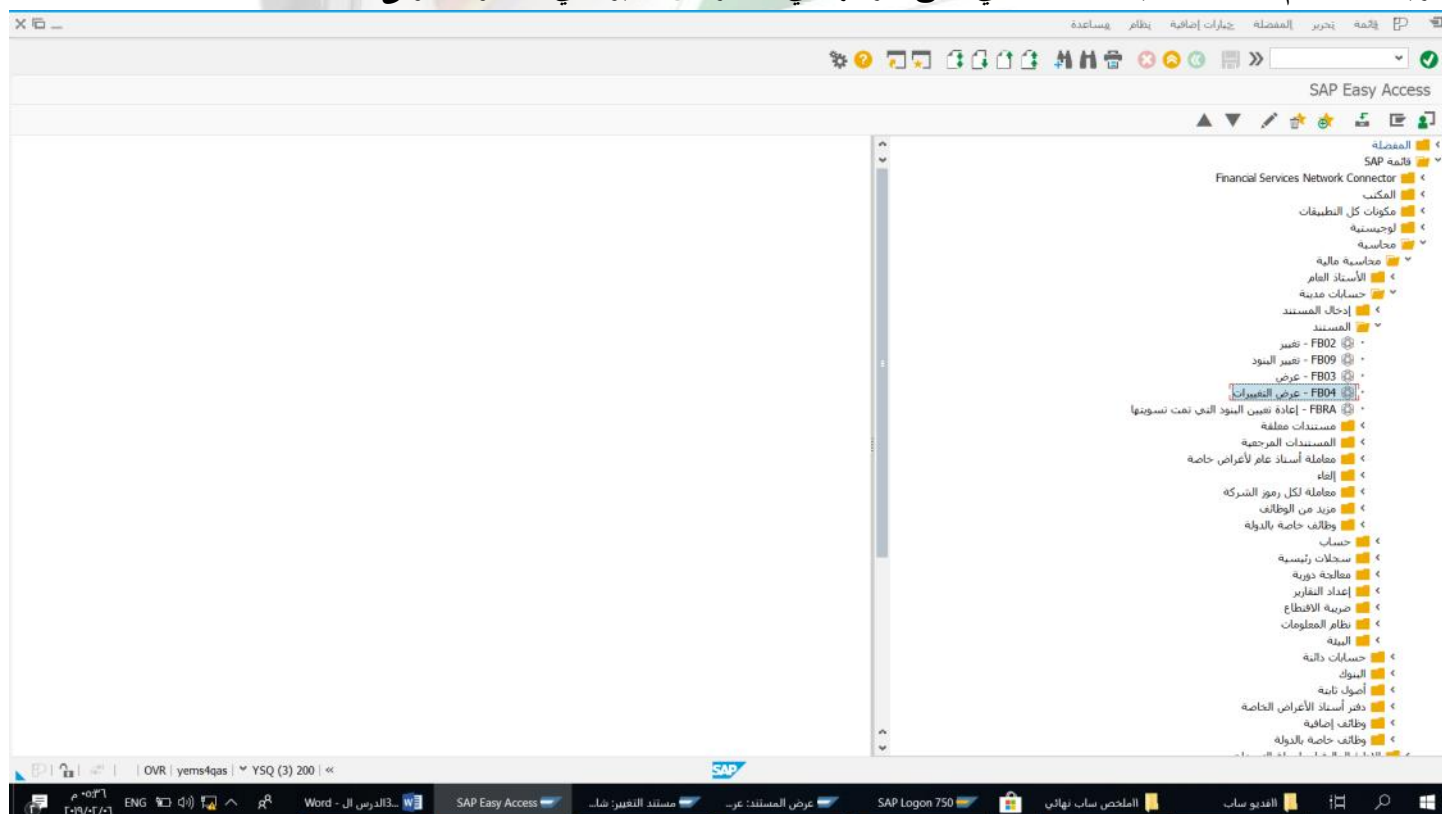 قائمة تحرير المفضلة خيارات إضافية نظام مساعدة
SAP Easy Access
المفضلة
قائمة SAP
Financial Services Network Connector
المكتب
مكونات كل التطبيقات
لوجيستية
محاسبة
محاسبة مالية
الأستاذ العام
حسابات مدينة
إدخال المستند
المستند
FB02 - تغيير
FB09 - تغيير البنود
FB03 - عرض
FB04 - عرض التغييرات
FBRA - إعادة تعيين البنود التي تمت تسويتها
مستندات معلقة
المستندات المرجعية
معاملة أستاذ عام لأغراض خاصة
إلغاء
معاملة لكل رموز الشركة
مزيد من الوظائف
وظائف خاصة بالدولة
حساب
سجلات رئيسية
معالجة دورية
إعداد التقارير
ضريبة الاقتطاع
نظام المعلومات
البيئة
حسابات دائنة
البنوك
أصول ثابتة
دفتر أستاذ الأغراض الخاصة
وظائف إضافية
وظائف خاصة بالدولة
OVR yems4qas YSQ (3) 200 «
SAP
الفديو ساب
الملخص ساب نهائي
SAP Logon 750
عرض المستند: عر...
مستند التغيير: شا...
SAP Easy Access
الدرس ال3... - Word
ENG
٠٥:٣٦ م
٢٠١٩/٠٢/٠٦